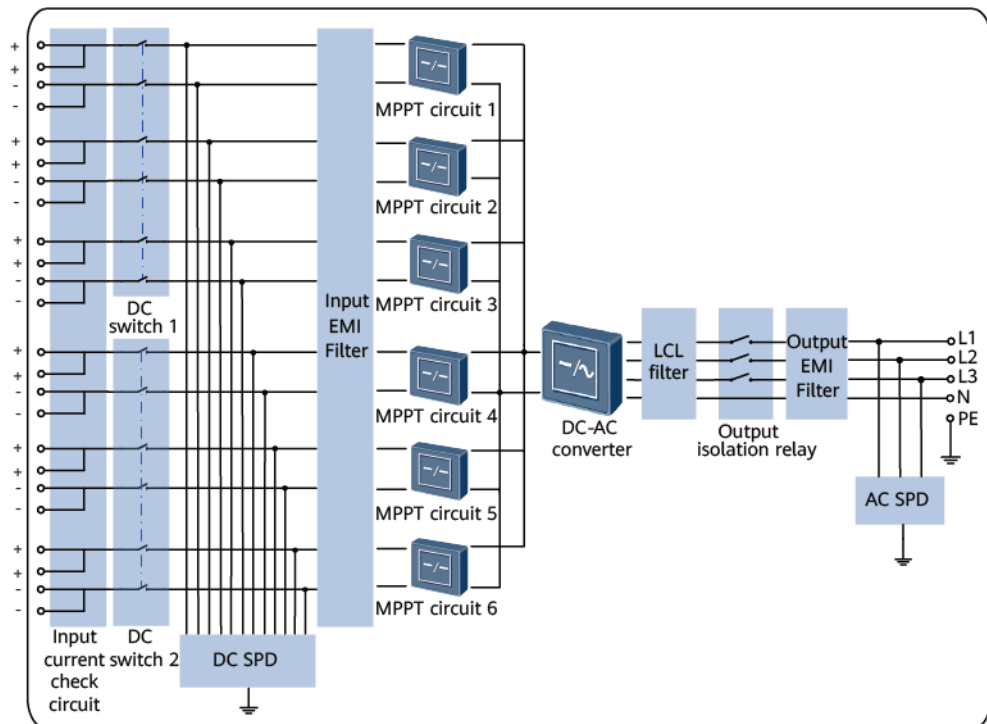 +
+
-
-
MPPT circuit 1
+
+
-
-
MPPT circuit 2
+
+
-
-
MPPT circuit 3
DC
switch 1
Input
EMI
Filter
+
+
-
-
MPPT circuit 4
DC-AC
converter
LCL
filter
Output
isolation relay
Output
EMI
Filter
L1
L2
L3
N
PE
AC SPD
+
+
-
-
MPPT circuit 5
+
+
-
-
MPPT circuit 6
Input
current
check
circuit
DC
switch 2
DC SPD